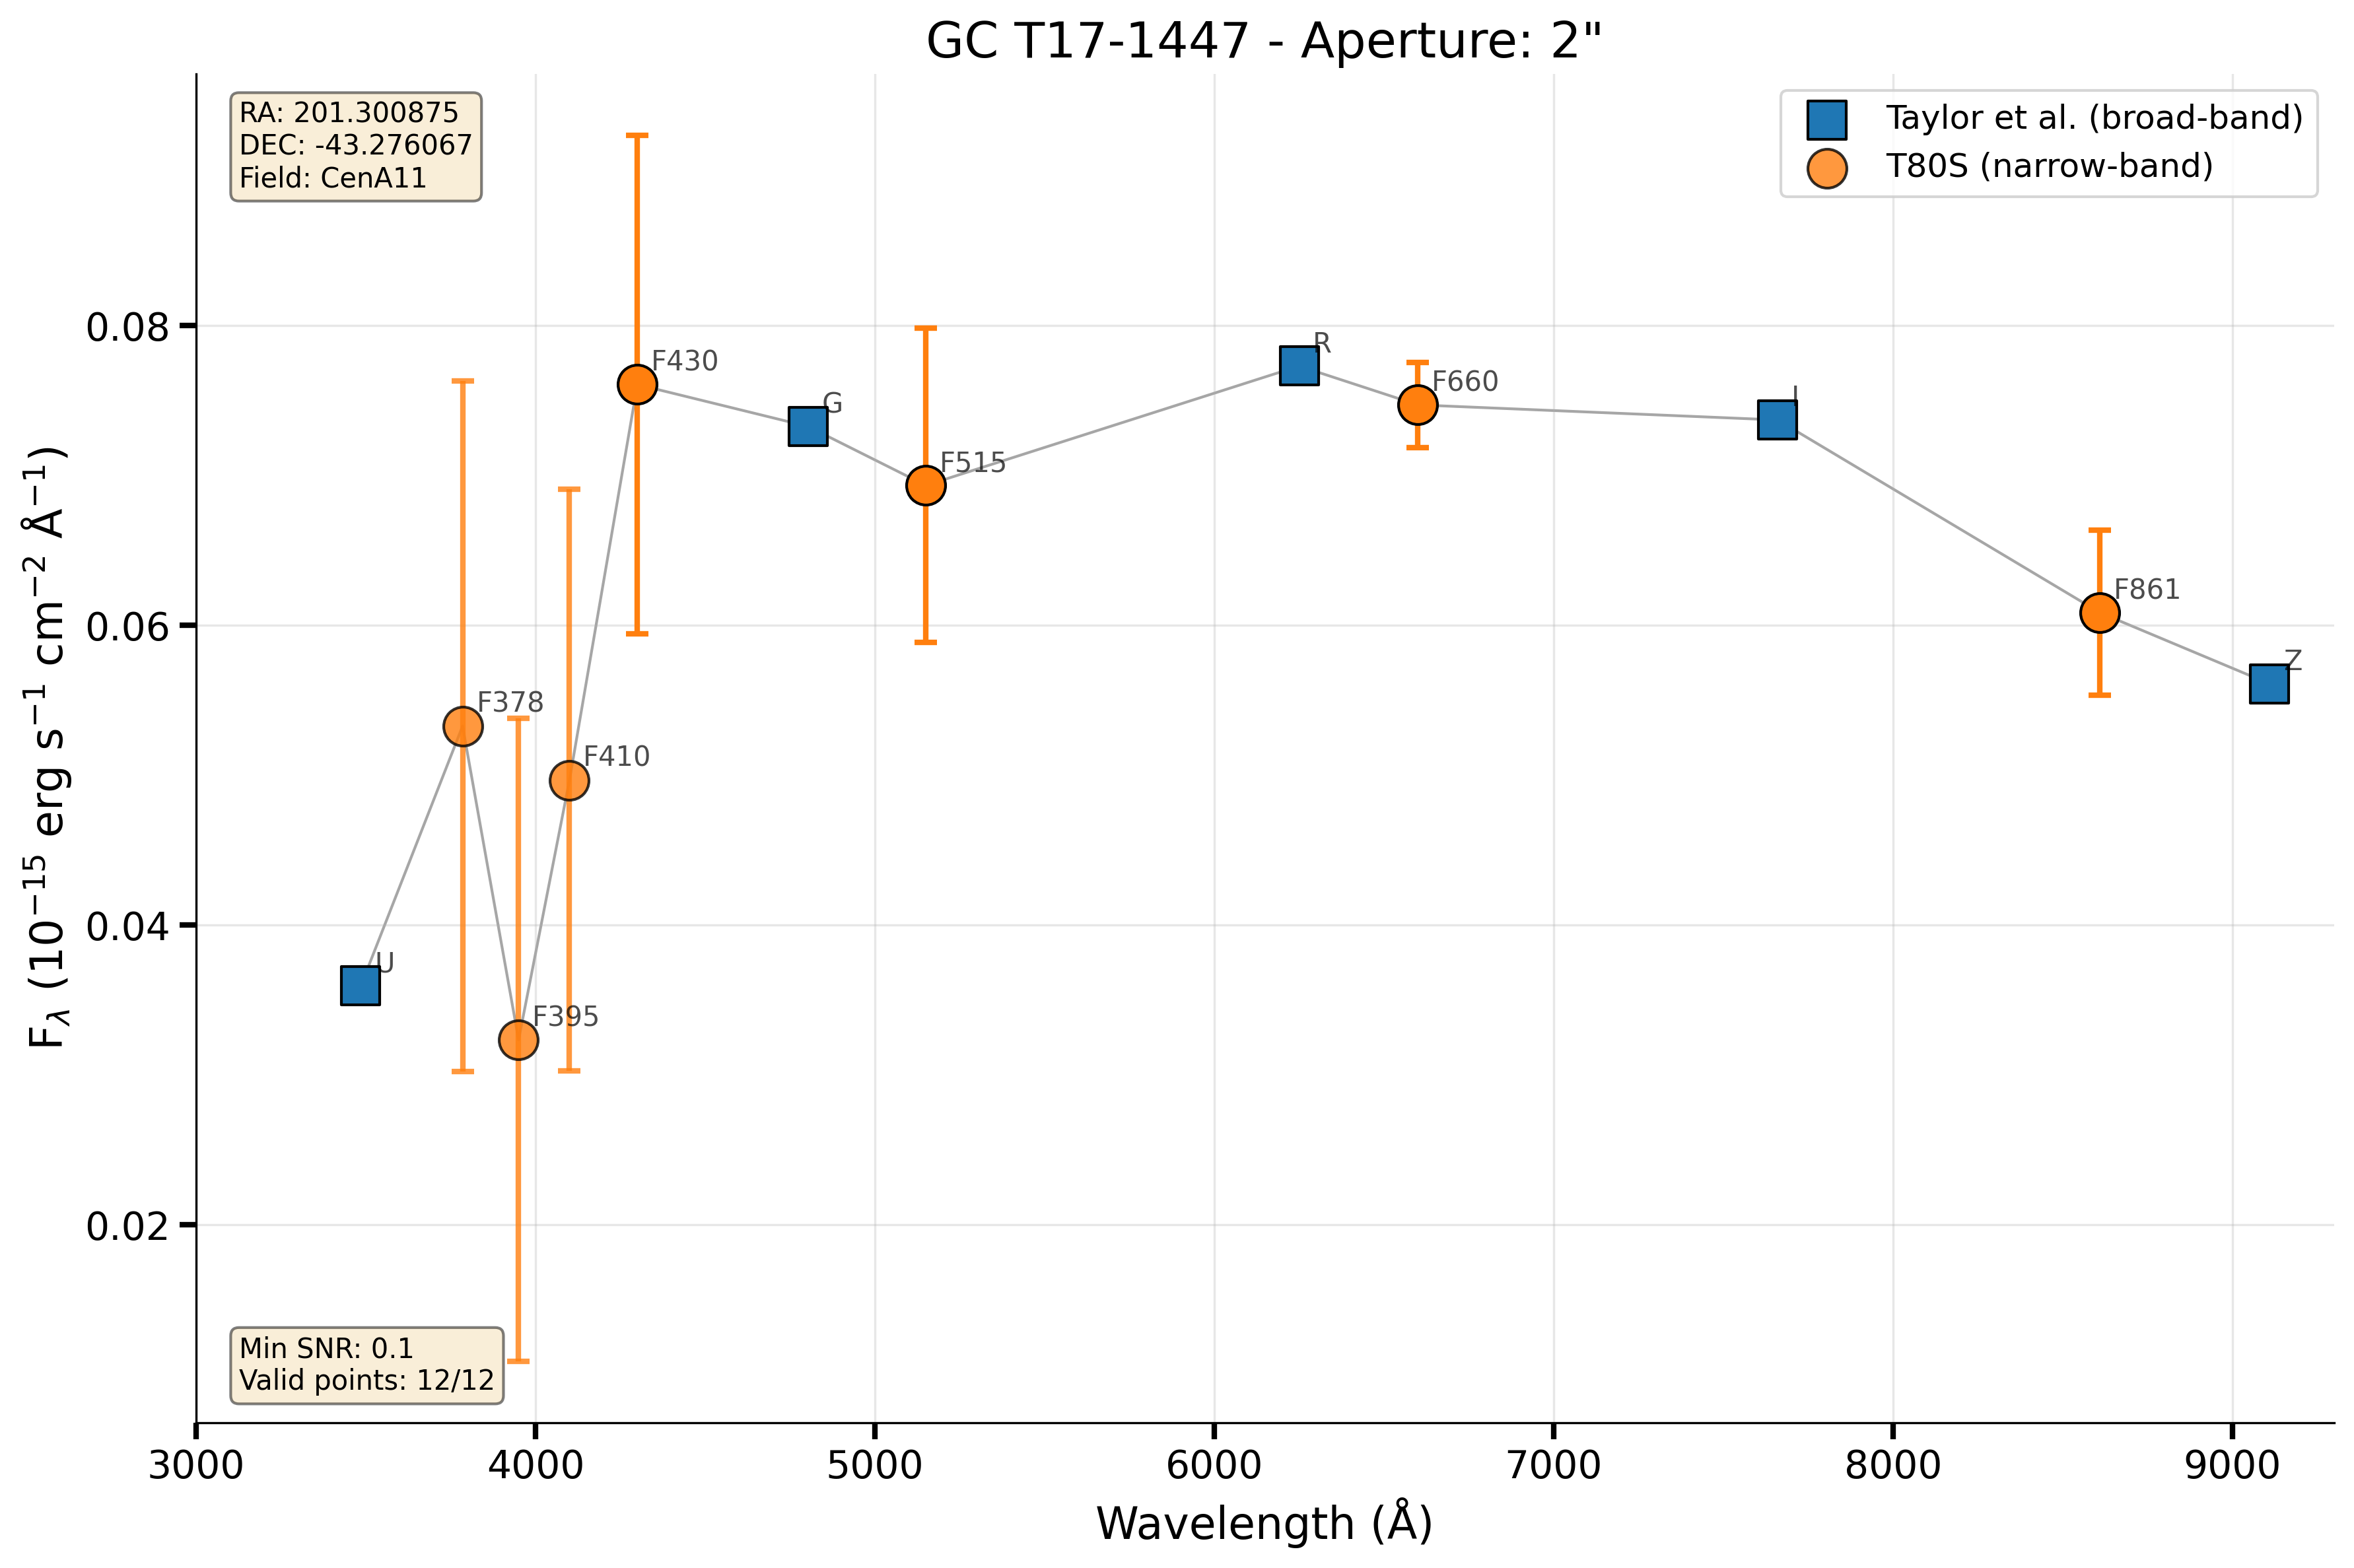 GC T17-1447 - Aperture: 2"
RA: 201.300875
DEC: -43.276067
Field: CenA11
Taylor et al. (broad-band)
T80S (narrow-band)
F430
R
F660
I
G
F515
F861
Z
F378
F410
U
F395
Min SNR: 0.1
Valid points: 12/12
0.08
0.06
0.04
0.02
F_λ (10⁻¹⁵ erg s⁻¹ cm⁻² Å⁻¹)
3000 4000 5000 6000 7000 8000 9000
Wavelength (Å)